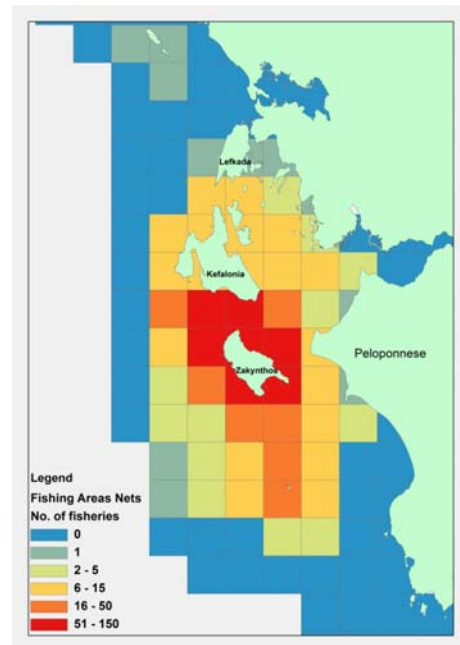 Lefkada
Kefalonia
Peloponnese
Zakynthos
Legend
Fishing Areas Nets
No. of fisheries
0
1
2 - 5
6 - 15
16 - 50
51 - 150